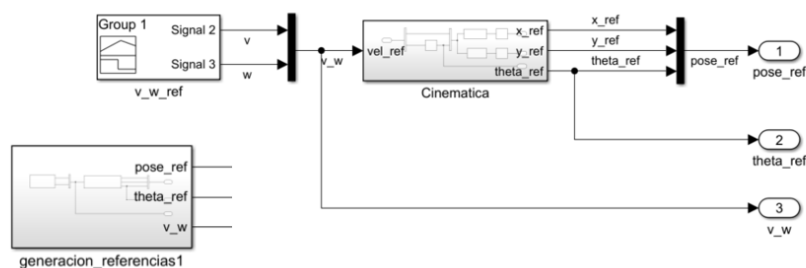 Group 1
Signal 2
Signal 3
v
w
v_w_ref
v_w
vel_ref
x_ref
y_ref
theta_ref
Cinematica
x_ref
y_ref
theta_ref
pose_ref
1
pose_ref
2
theta_ref
3
v_w
pose_ref
theta_ref
v_w
generacion_referencias1